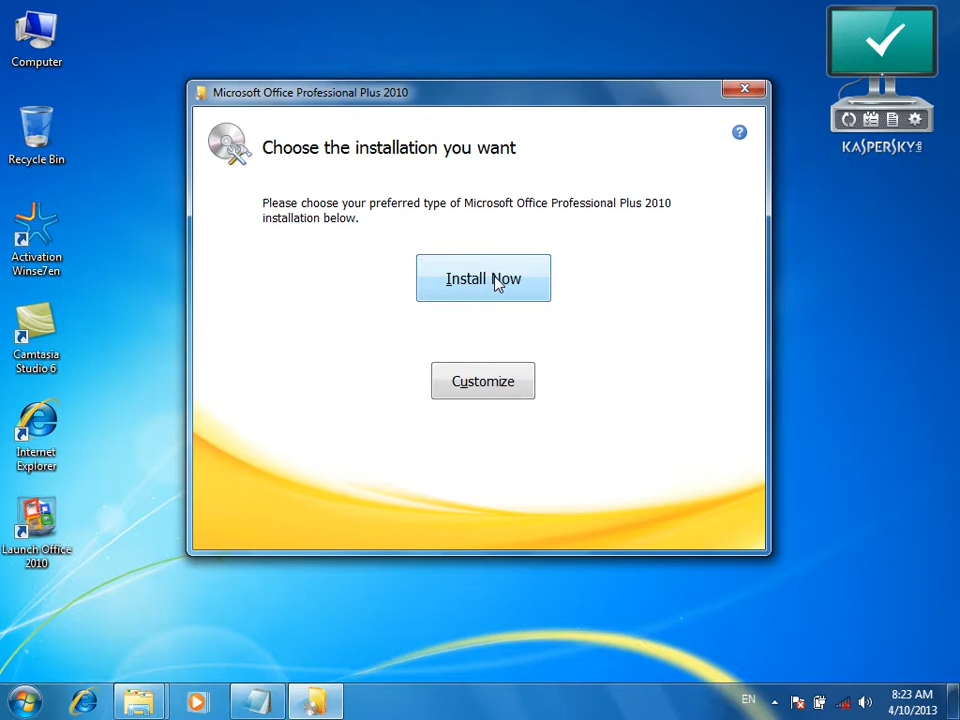 Computer
Recycle Bin
Activation
Winse7en
Camtasia
Studio 6
Internet
Explorer
Launch Office
2010
Microsoft Office Professional Plus 2010
Choose the installation you want
Please choose your preferred type of Microsoft Office Professional Plus 2010
installation below.
Install Now
Customize
KASPERSKY
EN
8:23 AM
4/10/2013